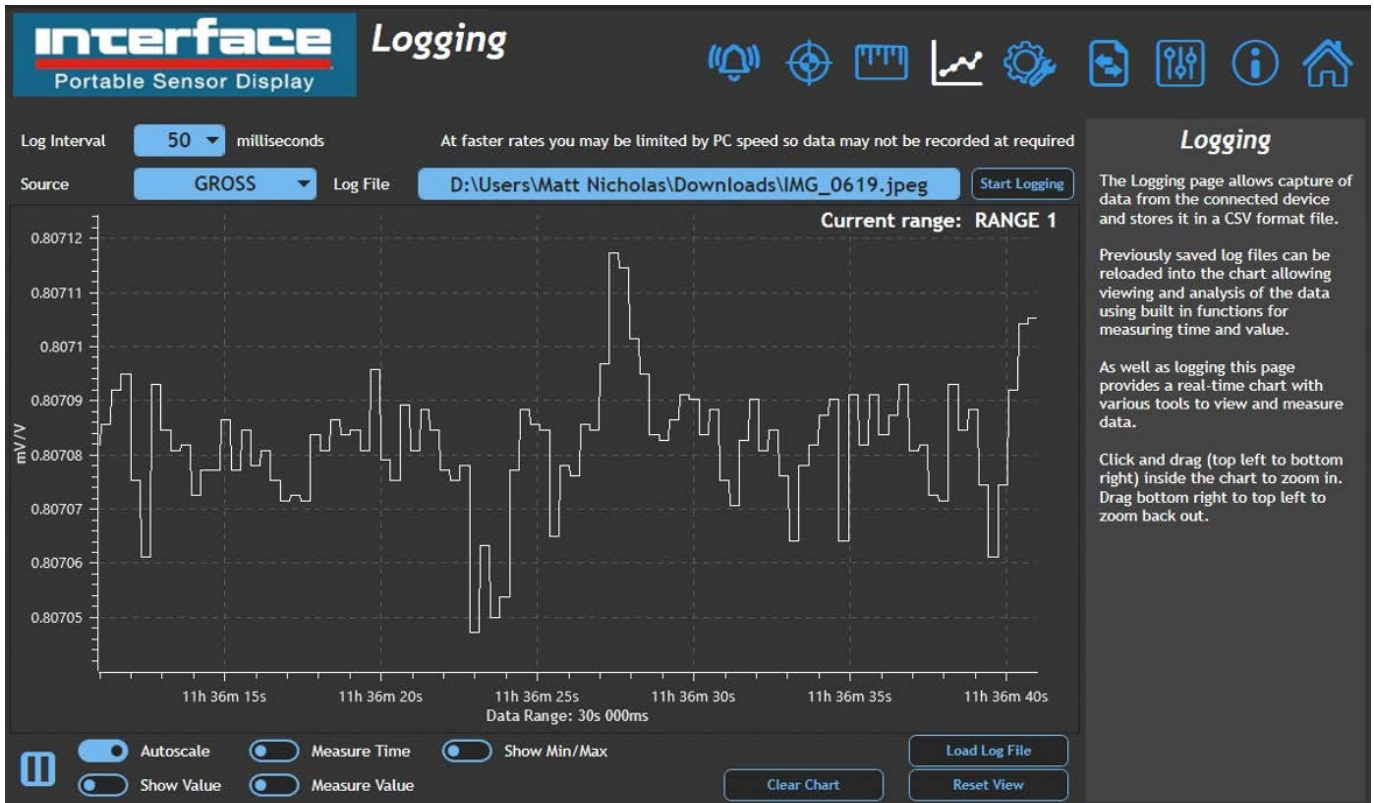 interface
Portable Sensor Display
Logging
Log Interval 50 milliseconds At faster rates you may be limited by PC speed so data may not be recorded at required
Source GROSS Log File D:\Users\Matt Nicholas\Downloads\IMG_0619.jpeg Start Logging
Current range: RANGE 1
0.80712
0.80711
0.8071
0.80709
0.80708
0.80707
0.80706
0.80705
mV/V
11h 36m 15s 11h 36m 20s 11h 36m 25s 11h 36m 30s 11h 36m 35s 11h 36m 40s
Data Range: 30s 000ms
Autoscale Measure Time Show Min/Max Load Log File
Show Value Measure Value Clear Chart Reset View
Logging
The Logging page allows capture of
data from the connected device
and stores it in a CSV format file.
Previously saved log files can be
reloaded into the chart allowing
viewing and analysis of the data
using built in functions for
measuring time and value.
As well as logging this page
provides a real-time chart with
various tools to view and measure
data.
Click and drag (top left to bottom
right) inside the chart to zoom in.
Drag bottom right to top left to
zoom back out.